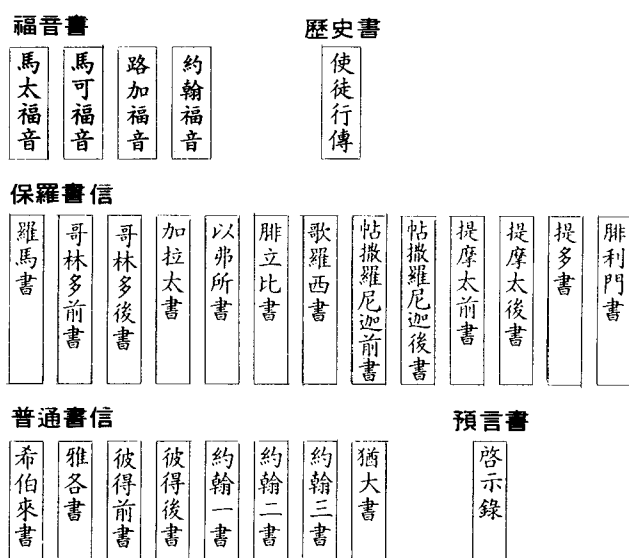 福音書
馬太福音
馬可福音
路加福音
約翰福音
歷史書
使徒行傳
保羅書信
羅馬書
哥林多前書
哥林多後書
加拉太書
以弗所書
腓立比書
歌羅西書
帖撒羅尼迦前書
帖撒羅尼迦後書
提摩太前書
提摩太後書
提多書
腓利門書
普通書信
希伯來書
雅各書
彼得前書
彼得後書
約翰一書
約翰二書
約翰三書
猶大書
預言書
啓示錄